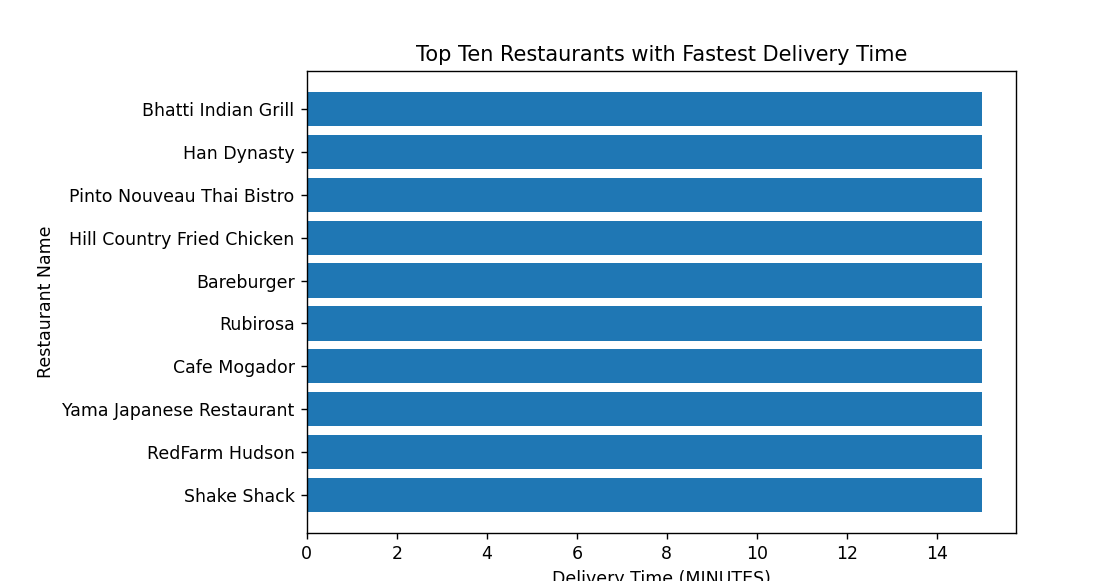 Top Ten Restaurants with Fastest Delivery Time
Restaurant Name
Bhatti Indian Grill
Han Dynasty
Pinto Nouveau Thai Bistro
Hill Country Fried Chicken
Bareburger
Rubirosa
Cafe Mogador
Yama Japanese Restaurant
RedFarm Hudson
Shake Shack
0 2 4 6 8 10 12 14
Delivery Time (MINUTES)